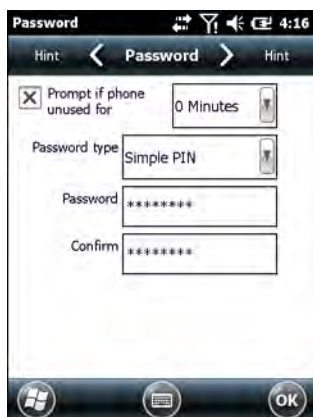 Password 4:16
Hint Password Hint
Prompt if phone
unused for
0 Minutes
Password type
Simple PIN
Password ********
Confirm ********
OK